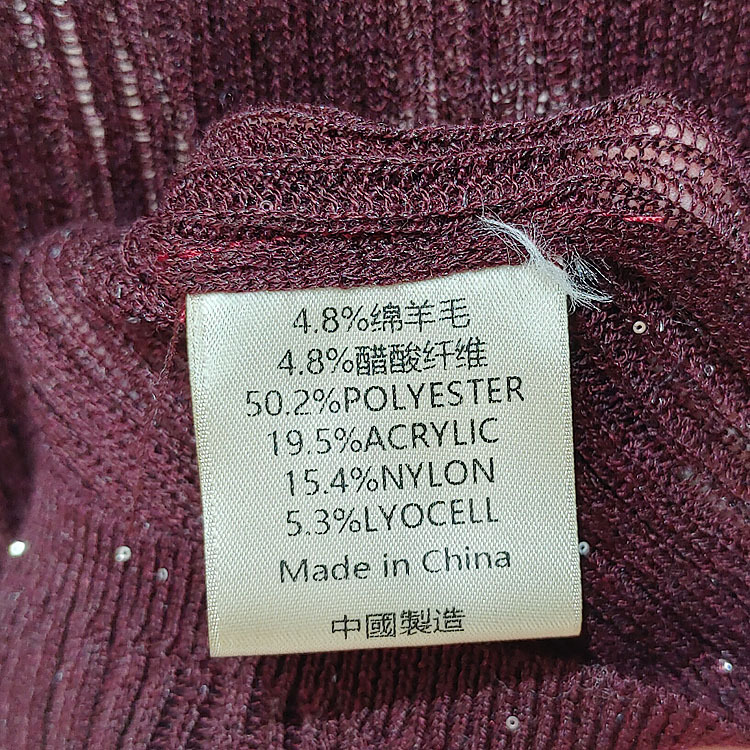 4.8%绵羊毛
4.8%醋酸纤维
50.2%POLYESTER
19.5%ACRYLIC
15.4%NYLON
5.3%LYOCELL
Made in China
中國製造